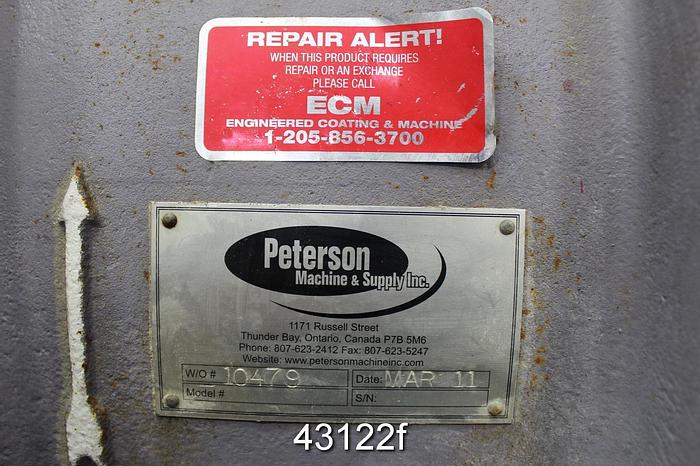 REPAIR ALERT!
WHEN THIS PRODUCT REQUIRES
REPAIR OR AN EXCHANGE
PLEASE CALL
ECM
ENGINEERED COATING & MACHINE
1-205-856-3700
Peterson
Machine & Supply Inc.
1171 Russell Street
Thunder Bay, Ontario, Canada P7B 5M6
Phone: 807-623-2412 Fax: 807-623-5247
Website: www.petersonmachineinc.com
W/O # 10479 Date: MAR 11
Model # S/N:
43122f